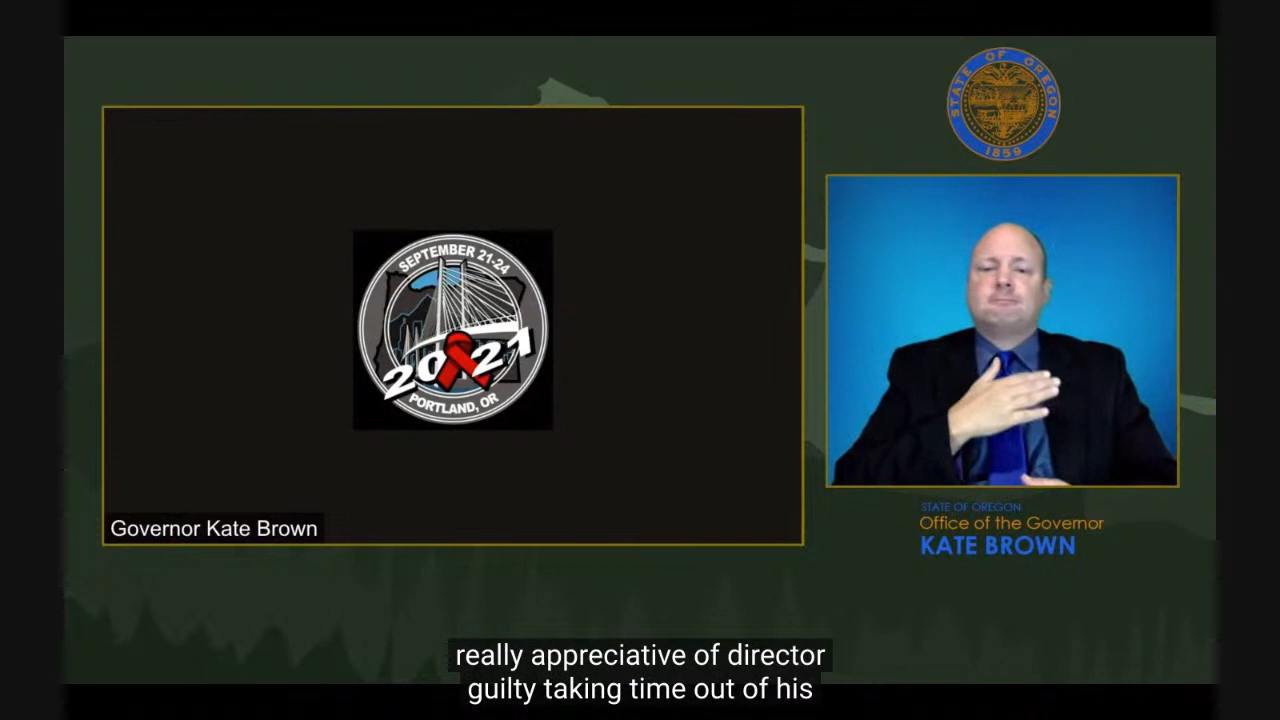 STATE OF OREGON
1859
SEPTEMBER 21-24
2021
PORTLAND, OR
Governor Kate Brown
STATE OF OREGON
Office of the Governor
KATE BROWN
really appreciative of director
guilty taking time out of his